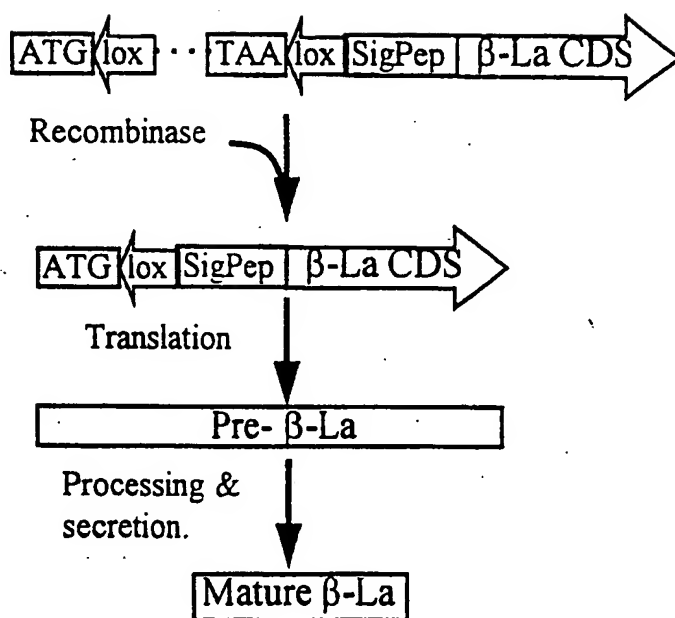 ATG lox ··· TAA lox SigPep β-La CDS
Recombinase
ATG lox SigPep β-La CDS
Translation
Pre- β-La
Processing &
secretion.
Mature β-La